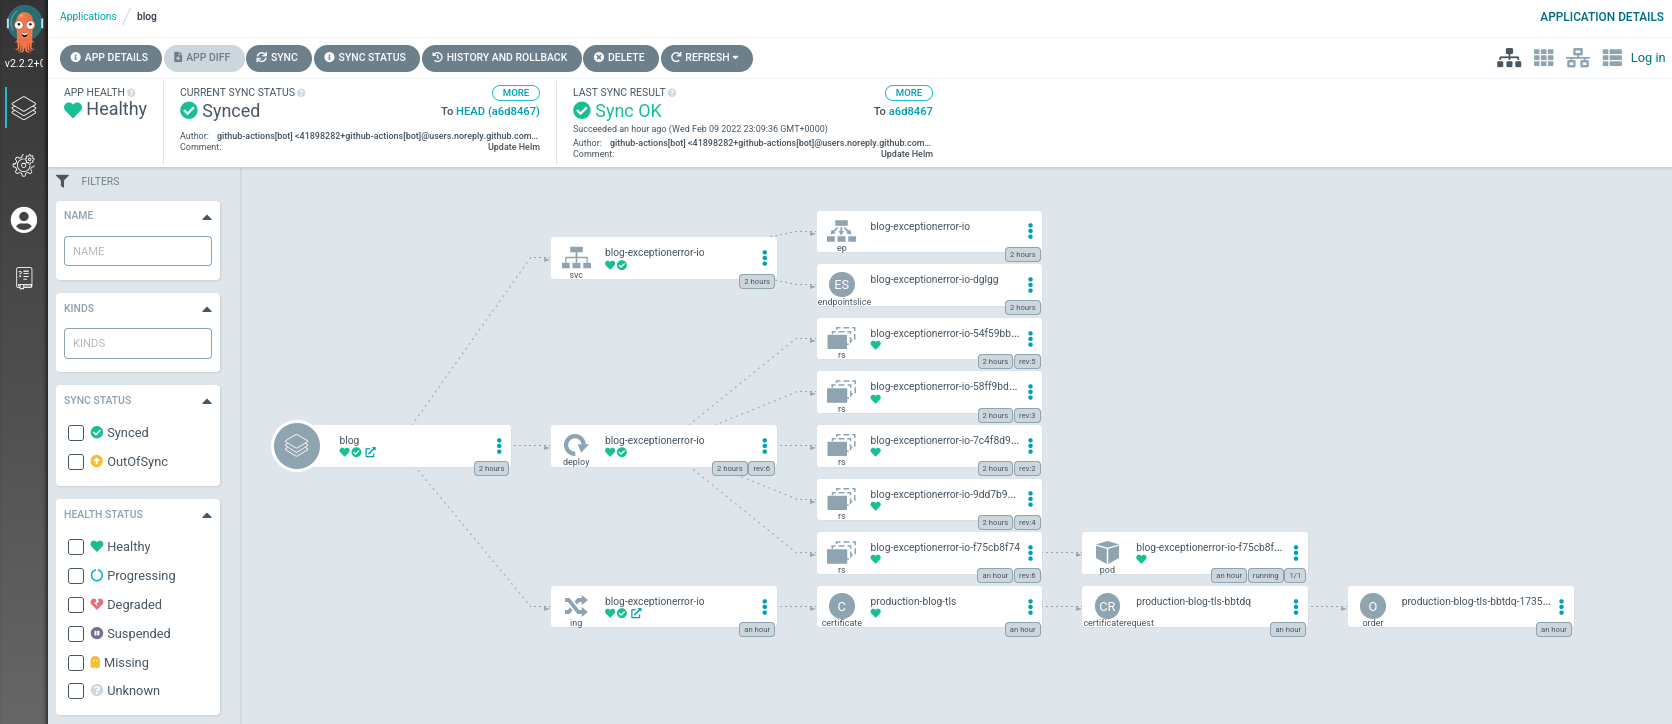 Applications / blog
APPLICATION DETAILS
v2.2.2+(
APP DETAILS
APP DIFF
SYNC
SYNC STATUS
HISTORY AND ROLLBACK
DELETE
REFRESH
Log in
APP HEALTH
Healthy
CURRENT SYNC STATUS
MORE
Synced
To HEAD (a6d8467)
Author: github-actions[bot] <41898282+github-actions[bot]@users.noreply.github.com...
Comment: Update Helm
LAST SYNC RESULT
MORE
Sync OK
To a6d8467
Succeeded an hour ago (Wed Feb 09 2022 23:09:36 GMT+0000)
Author: github-actions[bot] <41898282+github-actions[bot]@users.noreply.github.com...
Comment: Update Helm
FILTERS
NAME
NAME
KINDS
KINDS
SYNC STATUS
Synced
OutOfSync
HEALTH STATUS
Healthy
Progressing
Degraded
Suspended
Missing
Unknown
blog
2 hours
blog-exceptionerror-io
svc
2 hours
blog-exceptionerror-io
deploy
2 hours
rev:6
blog-exceptionerror-io
ing
an hour
blog-exceptionerror-io
ep
2 hours
ES
blog-exceptionerror-io-dglgg
endpointslice
2 hours
blog-exceptionerror-io-54f59bb...
rs
2 hours
rev:5
blog-exceptionerror-io-58ff9bd...
rs
2 hours
rev:3
blog-exceptionerror-io-7c4f8d9...
rs
2 hours
rev:2
blog-exceptionerror-io-9dd7b9...
rs
2 hours
rev:4
blog-exceptionerror-io-f75cb8f74
rs
an hour
rev:6
blog-exceptionerror-io-f75cb8f...
pod
an hour
running
1/1
C
production-blog-tls
certificate
an hour
CR
production-blog-tls-bbtdq
certificaterequest
an hour
O
production-blog-tls-bbtdq-1735...
order
an hour